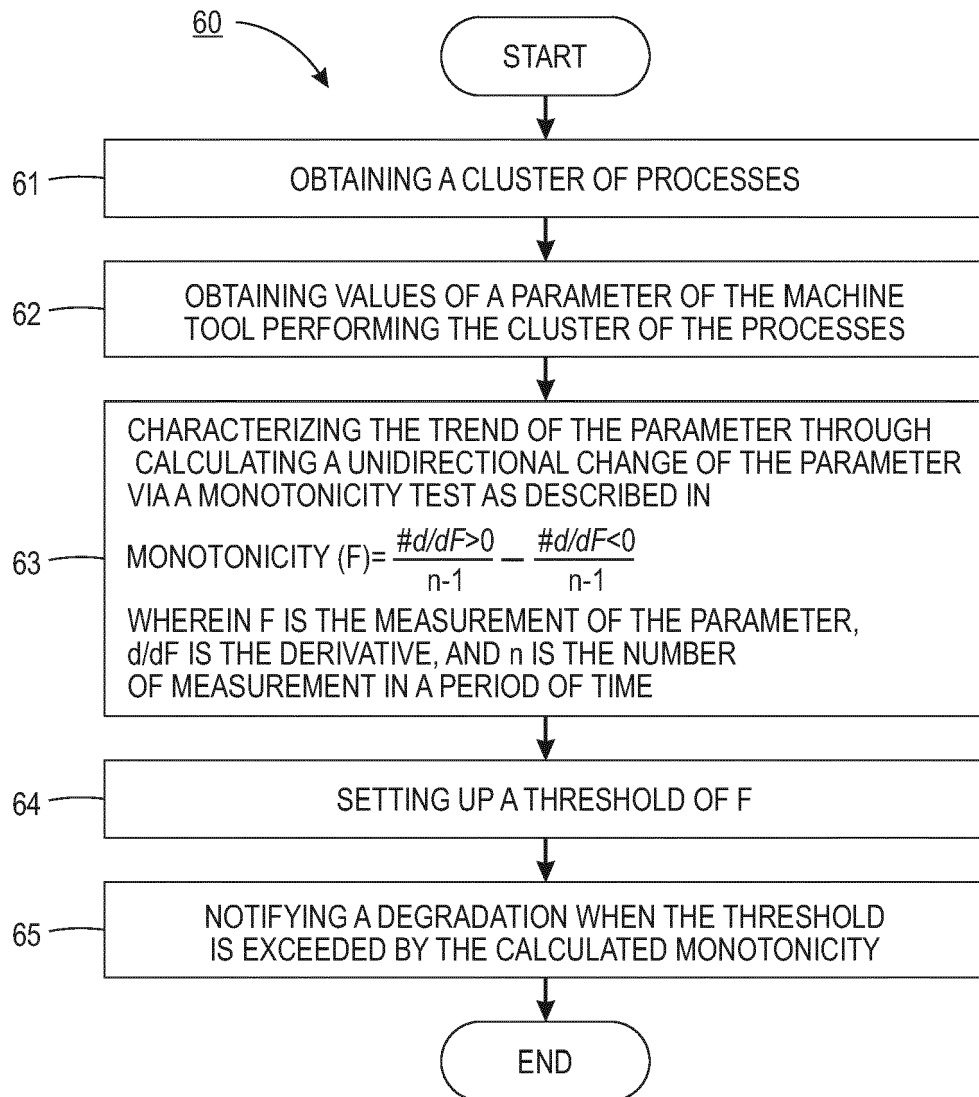 60
START
61
OBTAINING A CLUSTER OF PROCESSES
62
OBTAINING VALUES OF A PARAMETER OF THE MACHINE
TOOL PERFORMING THE CLUSTER OF THE PROCESSES
63
CHARACTERIZING THE TREND OF THE PARAMETER THROUGH
CALCULATING A UNIDIRECTIONAL CHANGE OF THE PARAMETER
VIA A MONOTONICITY TEST AS DESCRIBED IN
MONOTONICITY (F)= #d/dF>0 / n-1 − #d/dF<0 / n-1
WHEREIN F IS THE MEASUREMENT OF THE PARAMETER,
d/dF IS THE DERIVATIVE, AND n IS THE NUMBER
OF MEASUREMENT IN A PERIOD OF TIME
64
SETTING UP A THRESHOLD OF F
65
NOTIFYING A DEGRADATION WHEN THE THRESHOLD
IS EXCEEDED BY THE CALCULATED MONOTONICITY
END